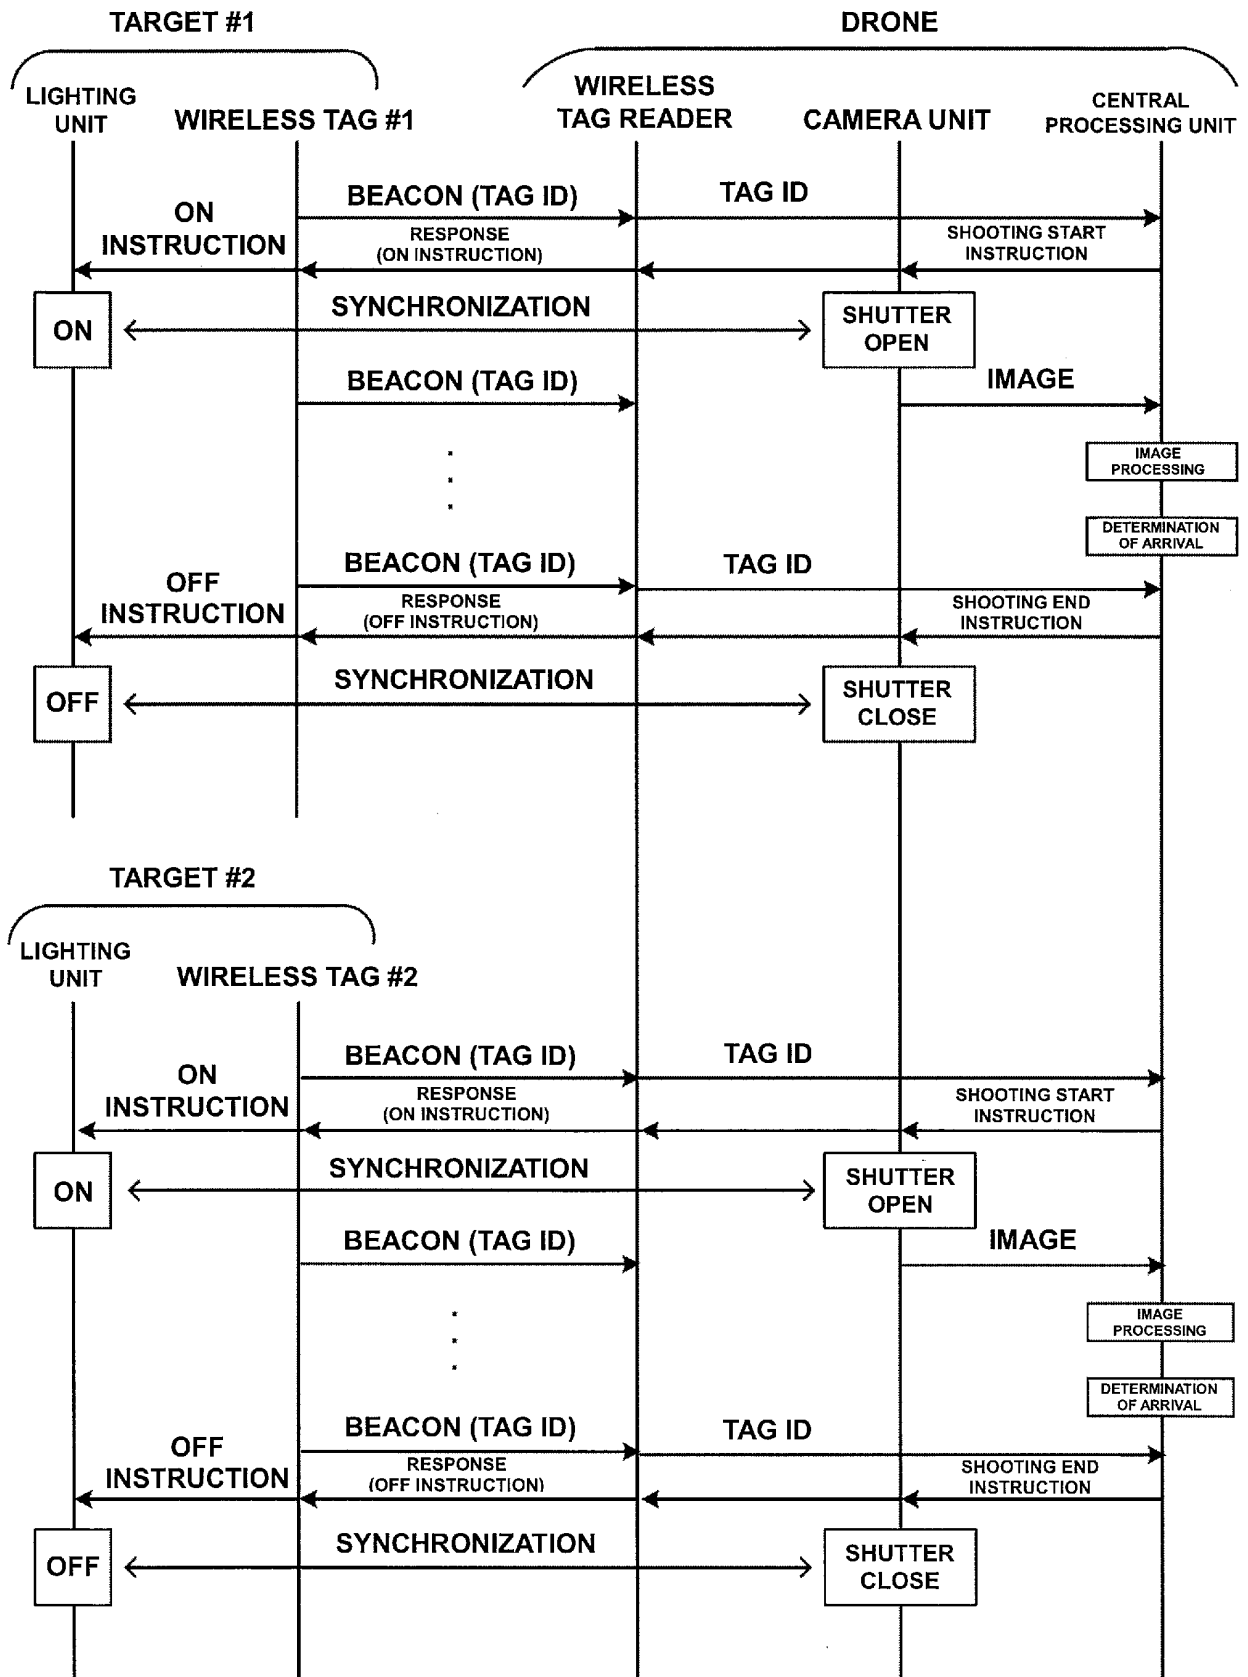 TARGET #1
DRONE
LIGHTING
UNIT
WIRELESS TAG #1
WIRELESS
TAG READER
CAMERA UNIT
CENTRAL
PROCESSING UNIT
BEACON (TAG ID)
TAG ID
ON
INSTRUCTION
RESPONSE
(ON INSTRUCTION)
SHOOTING START
INSTRUCTION
ON
SYNCHRONIZATION
SHUTTER
OPEN
BEACON (TAG ID)
IMAGE
IMAGE
PROCESSING
DETERMINATION
OF ARRIVAL
BEACON (TAG ID)
TAG ID
OFF
INSTRUCTION
RESPONSE
(OFF INSTRUCTION)
SHOOTING END
INSTRUCTION
OFF
SYNCHRONIZATION
SHUTTER
CLOSE
TARGET #2
LIGHTING
UNIT
WIRELESS TAG #2
BEACON (TAG ID)
TAG ID
ON
INSTRUCTION
RESPONSE
(ON INSTRUCTION)
SHOOTING START
INSTRUCTION
ON
SYNCHRONIZATION
SHUTTER
OPEN
BEACON (TAG ID)
IMAGE
IMAGE
PROCESSING
DETERMINATION
OF ARRIVAL
BEACON (TAG ID)
TAG ID
OFF
INSTRUCTION
RESPONSE
(OFF INSTRUCTION)
SHOOTING END
INSTRUCTION
OFF
SYNCHRONIZATION
SHUTTER
CLOSE